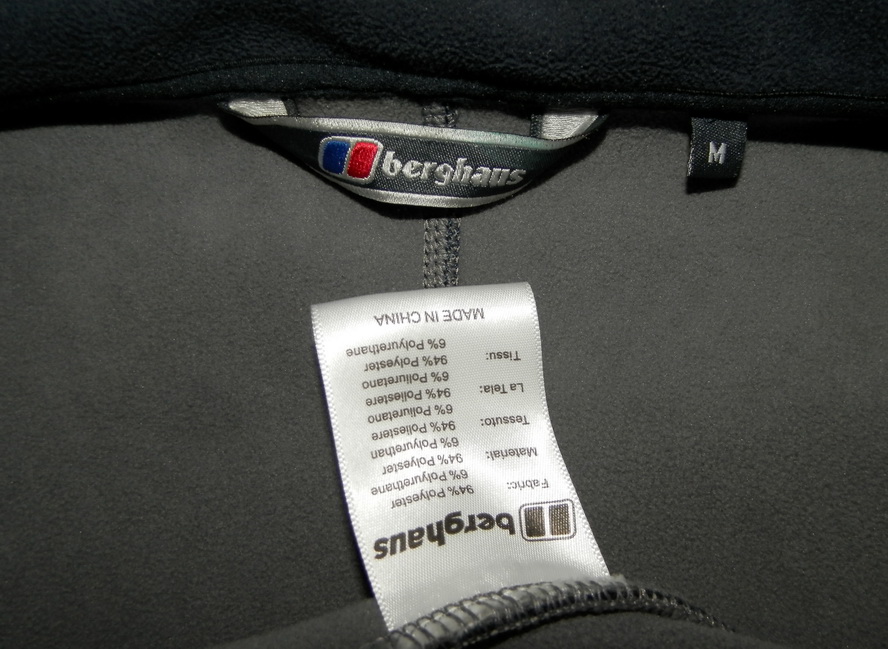 berghaus
M
berghaus
Fabric: 94% Polyester
6% Polyurethane
Material: 94% Polyester
6% Polyurethan
Tessuto: 94% Poliestere
6% Poliuretano
La Tela: 94% Poliestere
6% Poliuretano
Tissu: 94% Polyester
6% Polyurethane
MADE IN CHINA